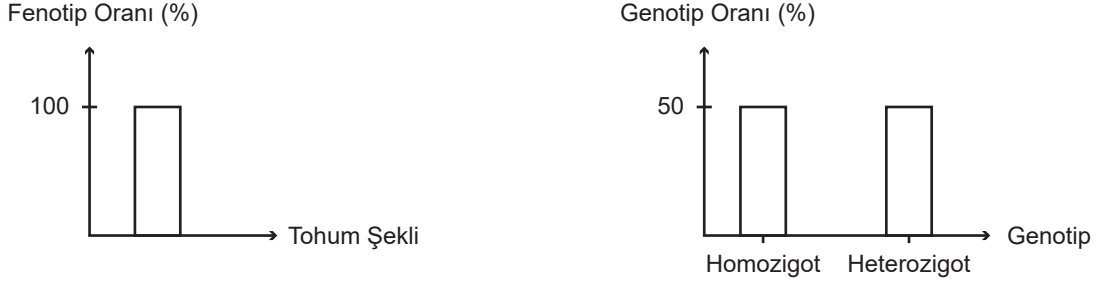 Fenotip Oranı (%)
100
Tohum Şekli
Genotip Oranı (%)
50
Genotip
Homozigot
Heterozigot